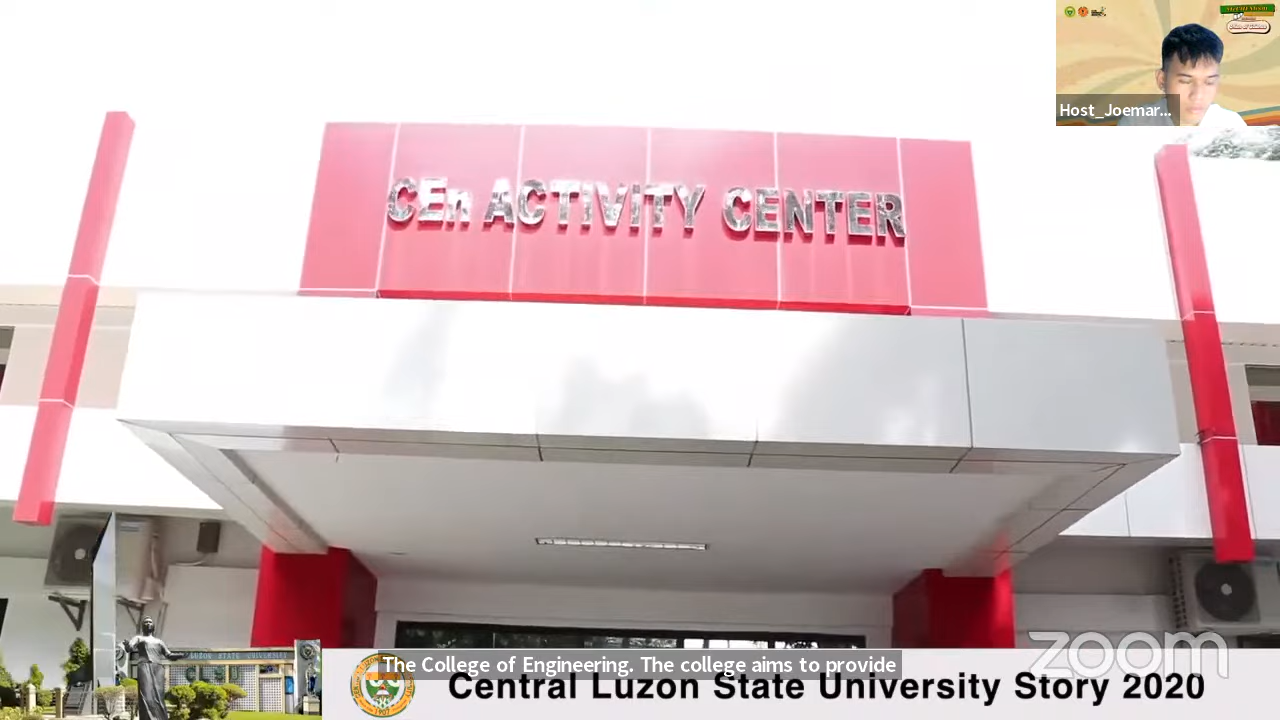 Host_Joemar...
CEn ACTIVITY CENTER
zoom
The College of Engineering. The college aims to provide
Central Luzon State University Story 2020
1907